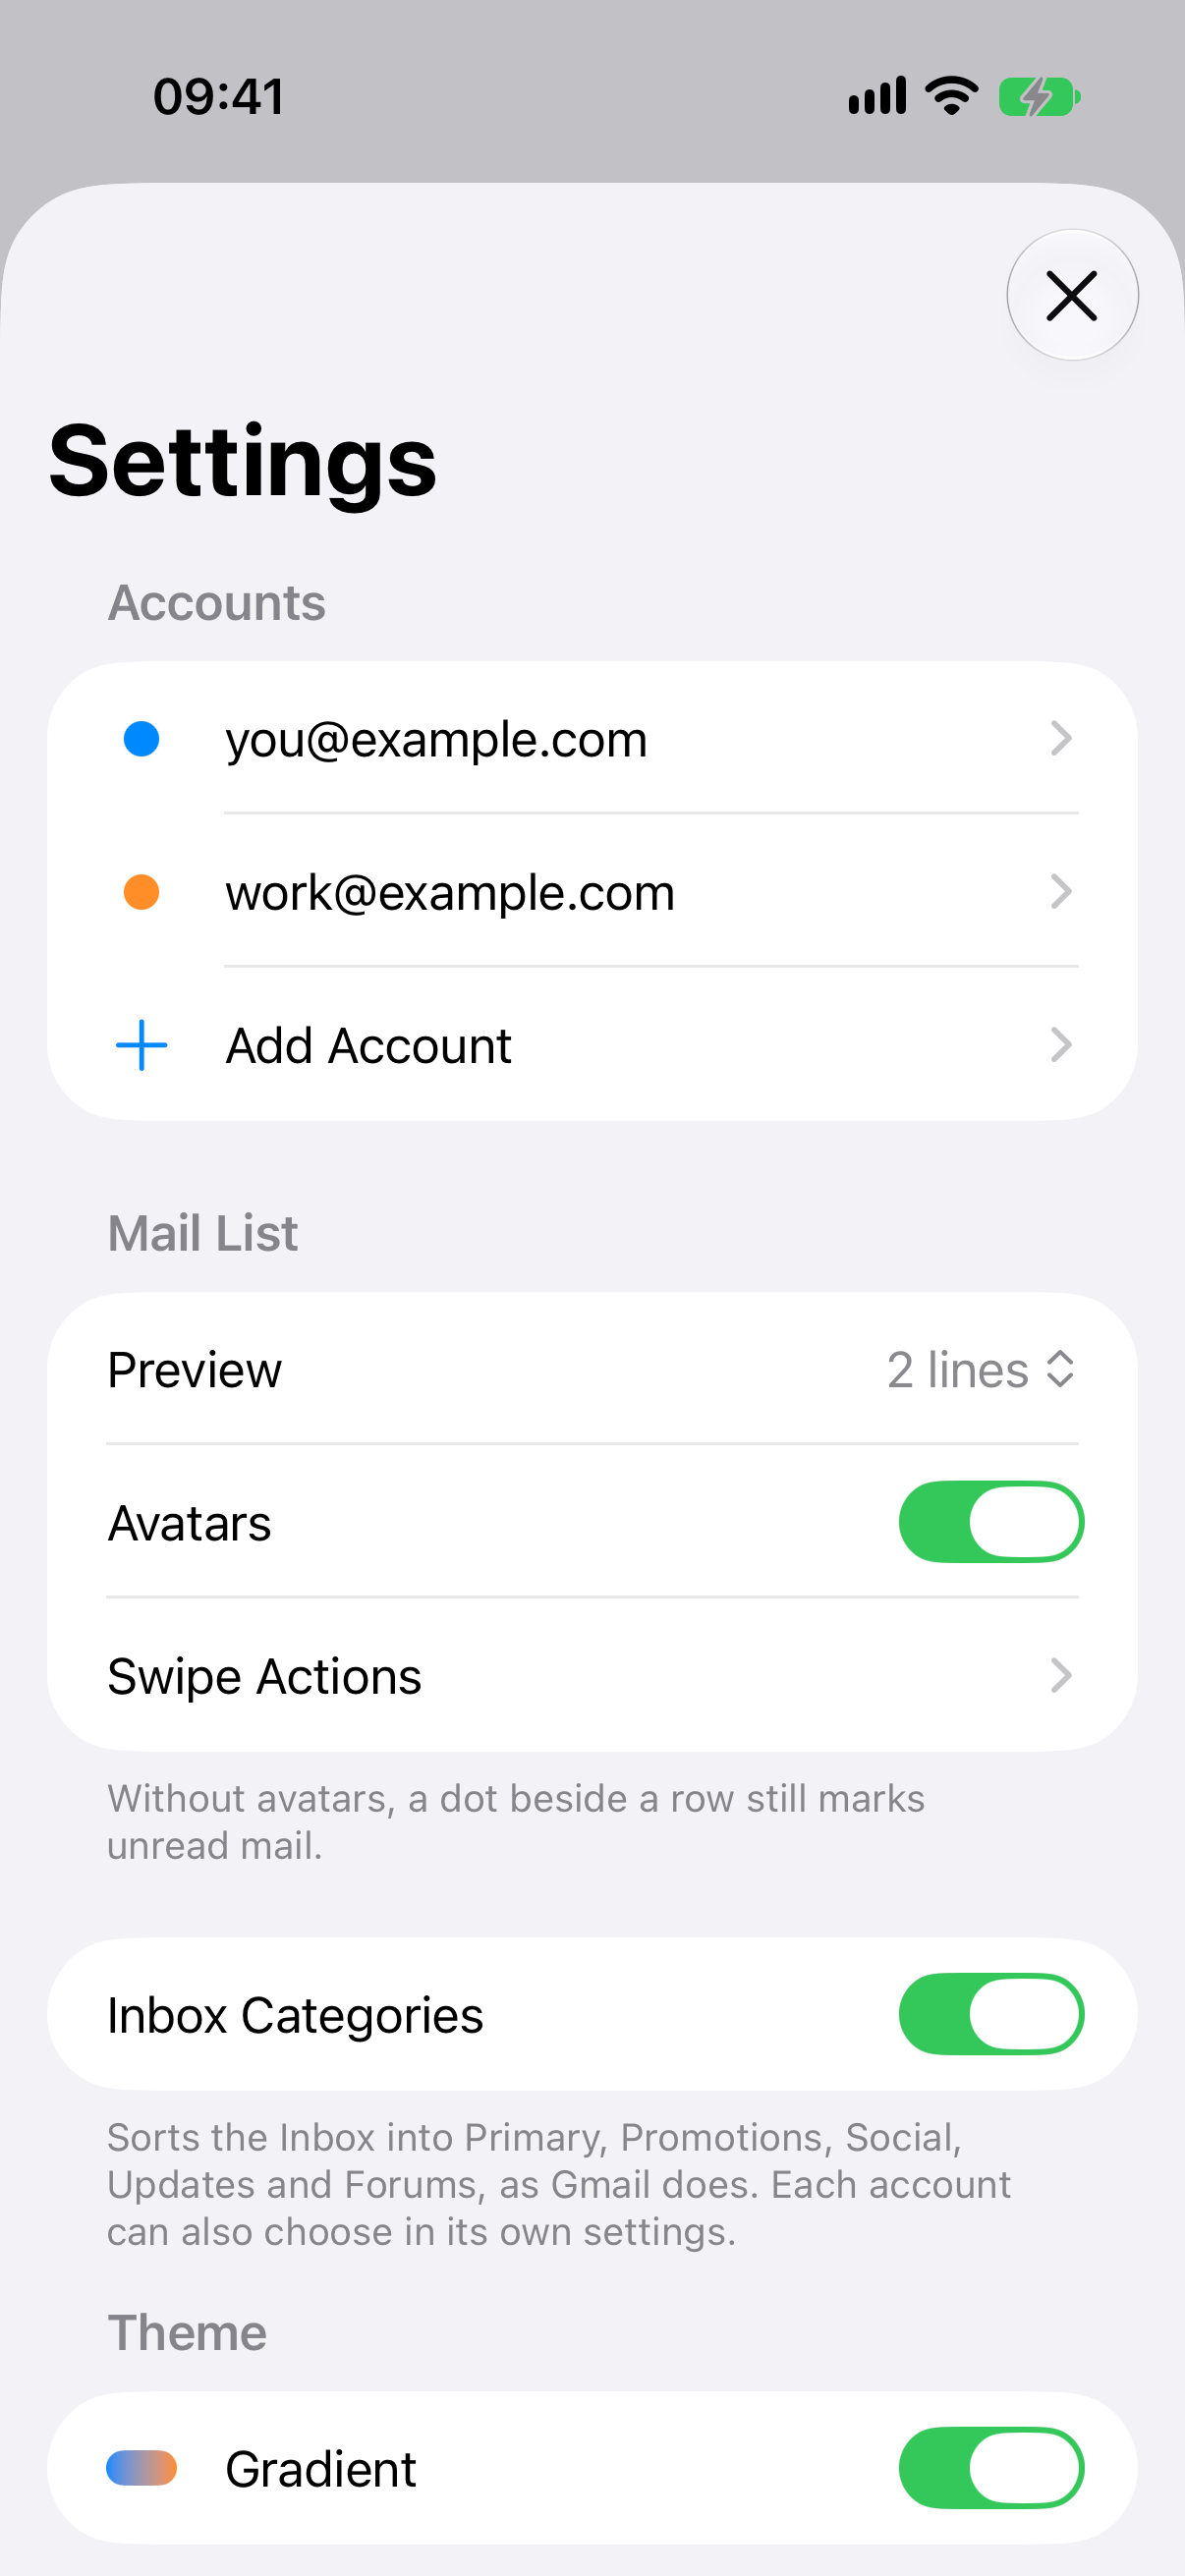 09:41
Settings
Accounts
you@example.com
work@example.com
Add Account
Mail List
Preview 2 lines
Avatars
Swipe Actions
Without avatars, a dot beside a row still marks
unread mail.
Inbox Categories
Sorts the Inbox into Primary, Promotions, Social,
Updates and Forums, as Gmail does. Each account
can also choose in its own settings.
Theme
Gradient